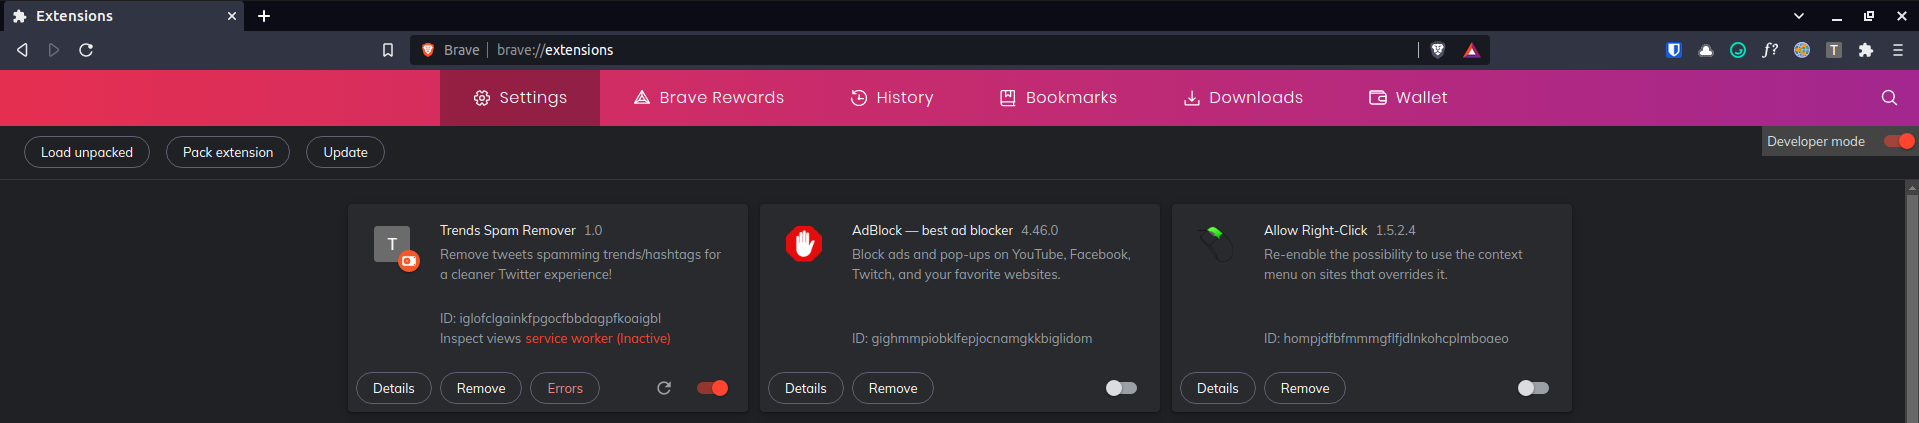 Extensions
Brave brave://extensions
f?
T
Settings
Brave Rewards
History
Bookmarks
Downloads
Wallet
Load unpacked
Pack extension
Update
Developer mode
T
Trends Spam Remover 1.0
Remove tweets spamming trends/hashtags for
a cleaner Twitter experience!
ID: iglofclgainkfpgocfbbdagpfkoaigbl
Inspect views service worker (Inactive)
Details
Remove
Errors
AdBlock — best ad blocker 4.46.0
Block ads and pop-ups on YouTube, Facebook,
Twitch, and your favorite websites.
ID: gighmmpiobklfepjocnamgkkbiglidom
Details
Remove
Allow Right-Click 1.5.2.4
Re-enable the possibility to use the context
menu on sites that overrides it.
ID: hompjdfbfmmmgflfjdlnkohcplmboaeo
Details
Remove